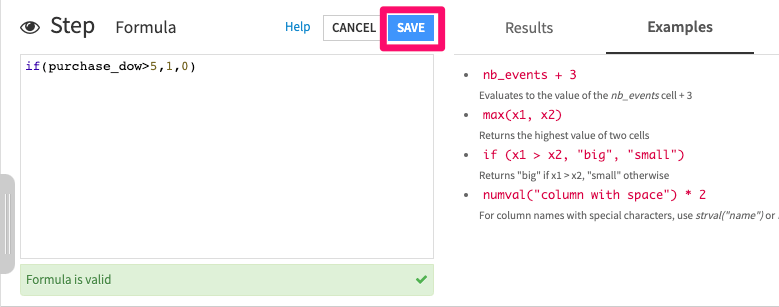 Step Formula Help CANCEL SAVE
Results Examples
if(purchase_dow>5,1,0)
Formula is valid
nb_events + 3
Evaluates to the value of the nb_events cell + 3
max(x1, x2)
Returns the highest value of two cells
if (x1 > x2, "big", "small")
Returns "big" if x1 > x2, "small" otherwise
numval("column with space") * 2
For column names with special characters, use strval("name") or